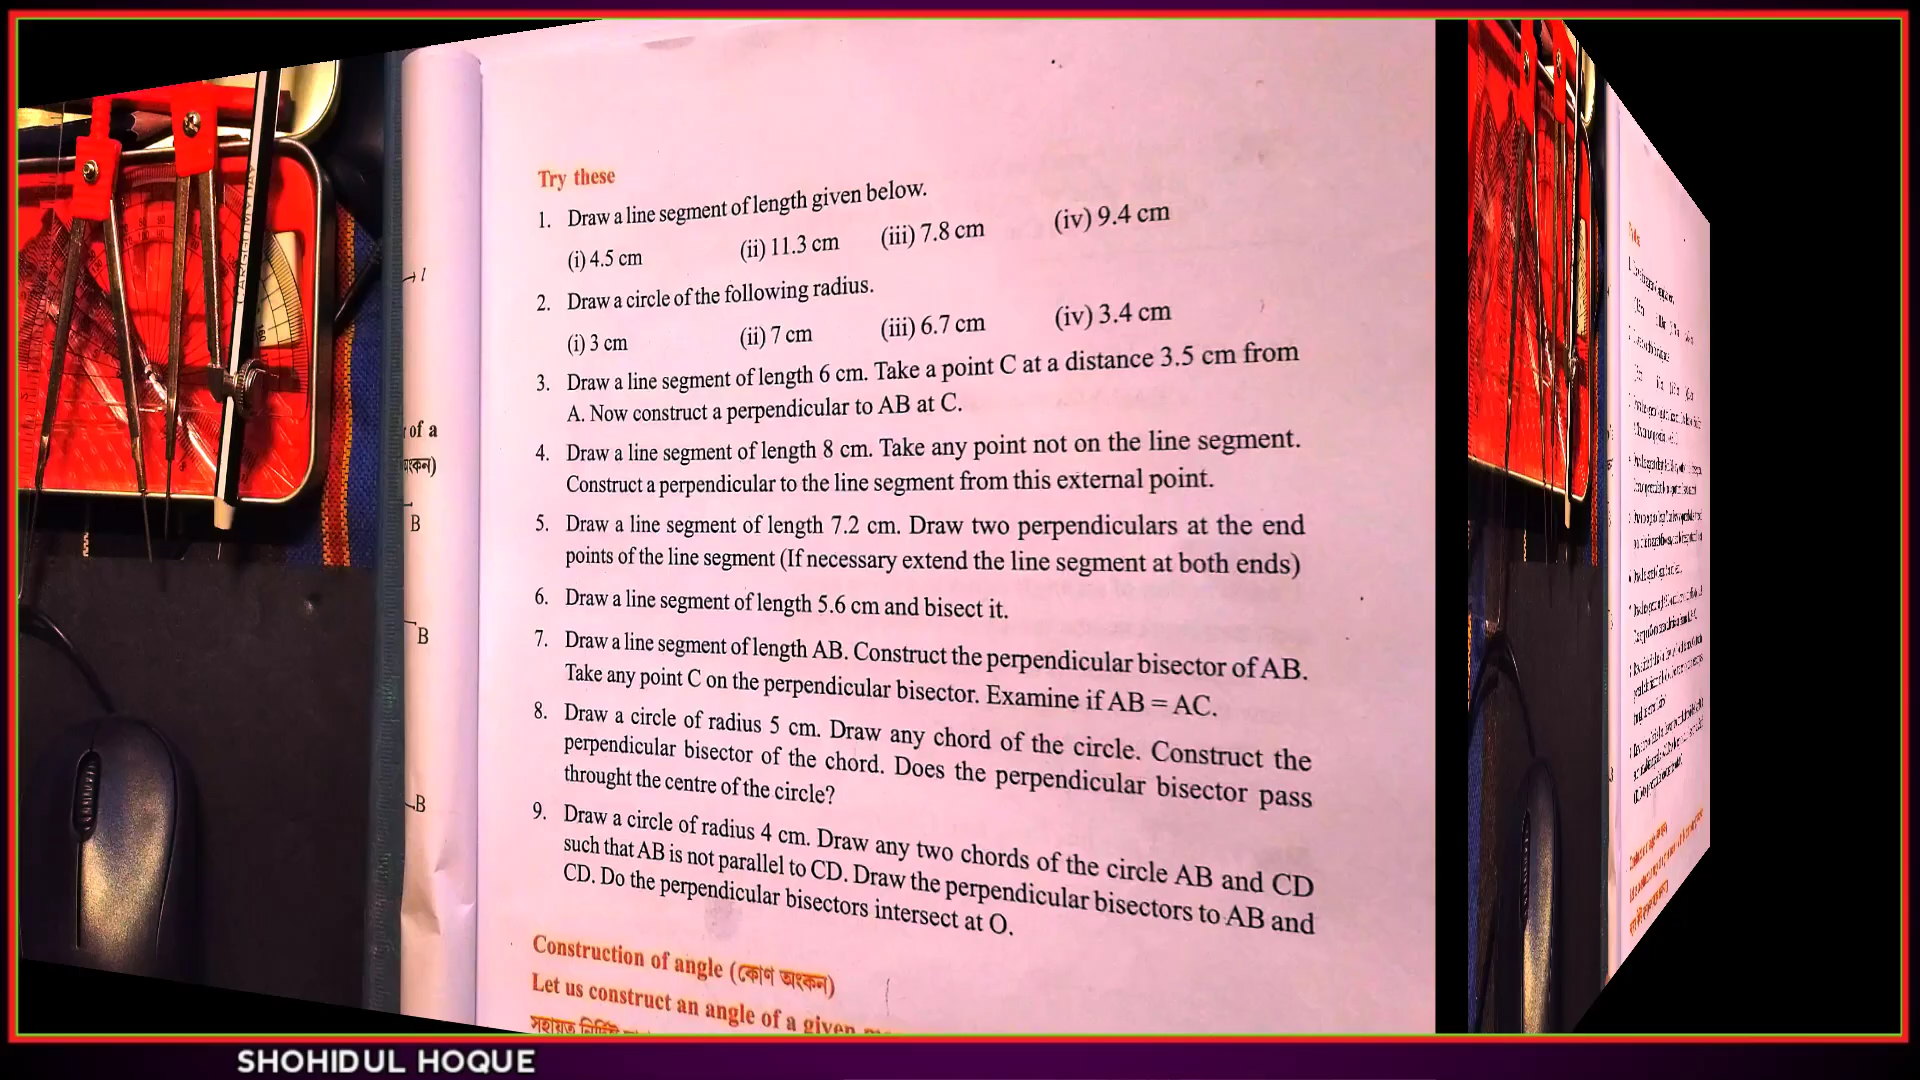 Try these
1. Draw a line segment of length given below.
(i) 4.5 cm (ii) 11.3 cm (iii) 7.8 cm (iv) 9.4 cm
2. Draw a circle of the following radius.
(i) 3 cm (ii) 7 cm (iii) 6.7 cm (iv) 3.4 cm
3. Draw a line segment of length 6 cm. Take a point C at a distance 3.5 cm from
A. Now construct a perpendicular to AB at C.
4. Draw a line segment of length 8 cm. Take any point not on the line segment.
Construct a perpendicular to the line segment from this external point.
5. Draw a line segment of length 7.2 cm. Draw two perpendiculars at the end
points of the line segment (If necessary extend the line segment at both ends)
6. Draw a line segment of length 5.6 cm and bisect it.
7. Draw a line segment of length AB. Construct the perpendicular bisector of AB.
Take any point C on the perpendicular bisector. Examine if AB = AC.
8. Draw a circle of radius 5 cm. Draw any chord of the circle. Construct the
perpendicular bisector of the chord. Does the perpendicular bisector pass
throught the centre of the circle?
9. Draw a circle of radius 4 cm. Draw any two chords of the circle AB and CD
such that AB is not parallel to CD. Draw the perpendicular bisectors to AB and
CD. Do the perpendicular bisectors intersect at O.
Construction of angle (কোণ অংকন)
Let us construct an angle of a given
l
of a
B
B
B
SHOHIDUL HOQUE